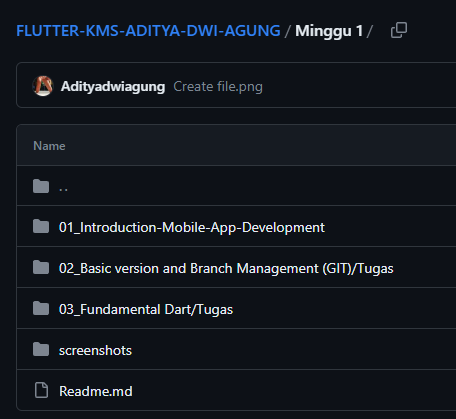 FLUTTER-KMS-ADITYA-DWI-AGUNG / Minggu 1 /
Adityadwiagung Create file.png
Name
..
01_Introduction-Mobile-App-Development
02_Basic version and Branch Management (GIT)/Tugas
03_Fundamental Dart/Tugas
screenshots
Readme.md